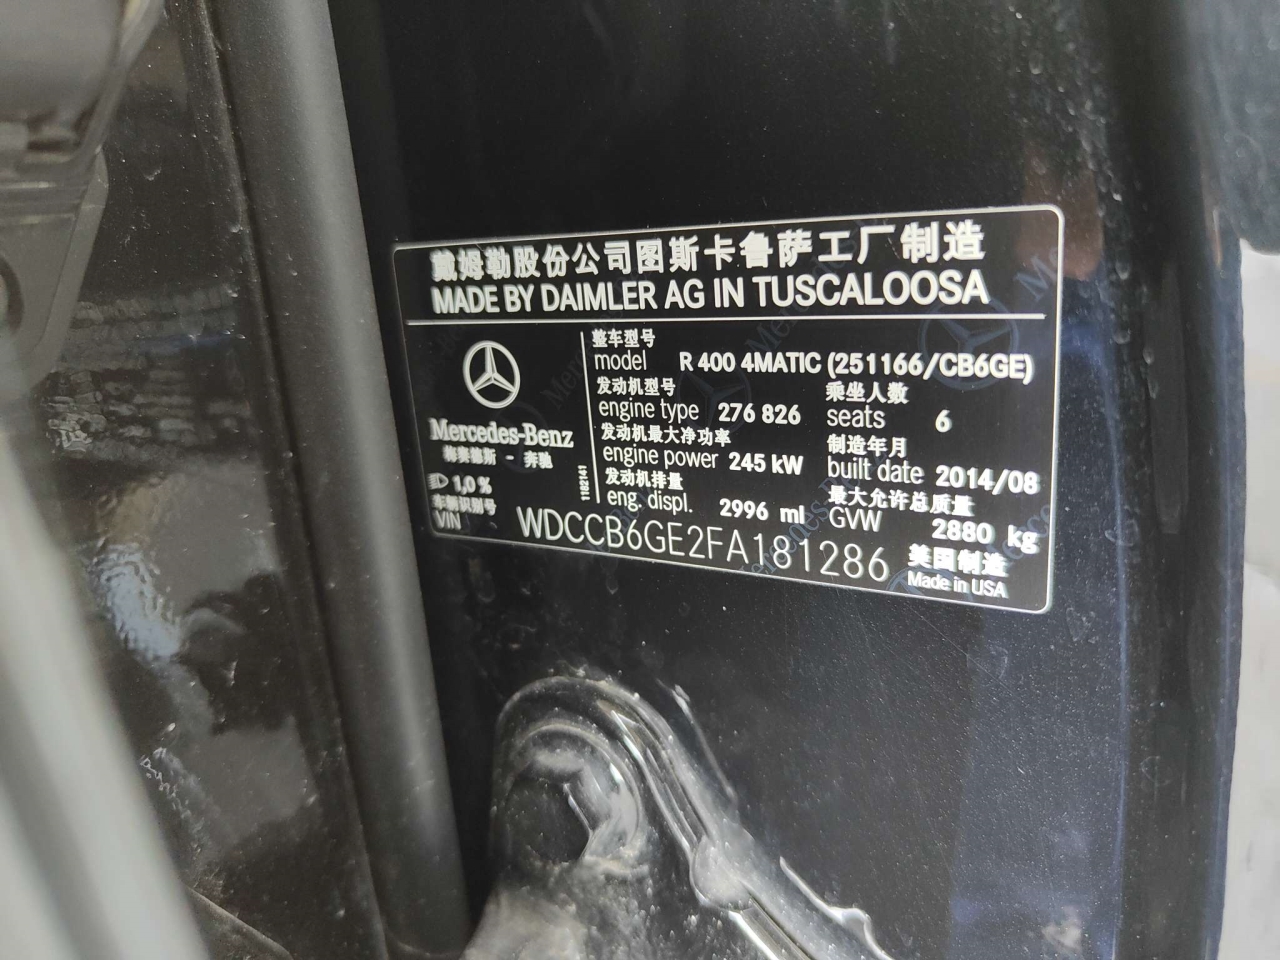 戴姆勒股份公司图斯卡鲁萨工厂制造
MADE BY DAIMLER AG IN TUSCALOOSA
Mercedes-Benz
梅赛德斯 - 奔驰
1,0 %
1182141
整车型号
model R 400 4MATIC (251166/CB6GE)
发动机型号
engine type 276 826
乘坐人数
seats 6
发动机最大净功率
engine power 245 kW
制造年月
built date 2014/08
发动机排量
eng. displ. 2996 ml
最大允许总质量
GVW 2880 kg
车辆识别号
VIN WDCCB6GE2FA181286
美国制造
Made in USA